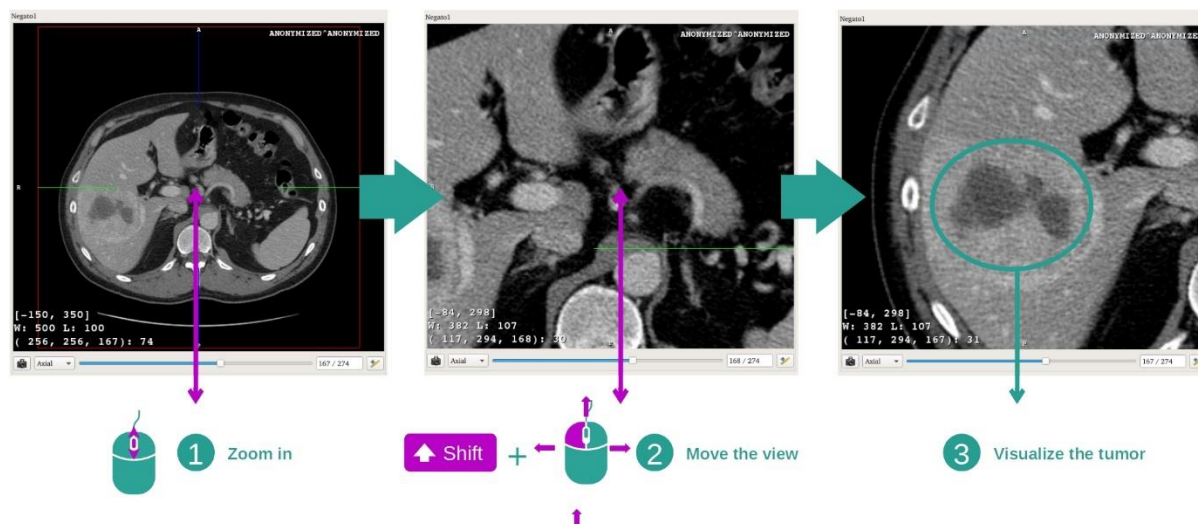 Negato1
A
ANONYMIZED^ANONYMIZED
R
[-150, 350]
W: 500 L: 100
( 256, 256, 167): 74
P
Axial
167 / 274
Negato1
A
ANONYMIZED^ANONYMIZED
[-84, 298]
W: 382 L: 107
( 117, 294, 168): 30
P
Axial
168 / 274
Negato1
A
ANONYMIZED^ANONYMIZED
[-84, 298]
W: 382 L: 107
( 117, 294, 167): 31
Axial
167 / 274
1 Zoom in
Shift + 2 Move the view
3 Visualize the tumor